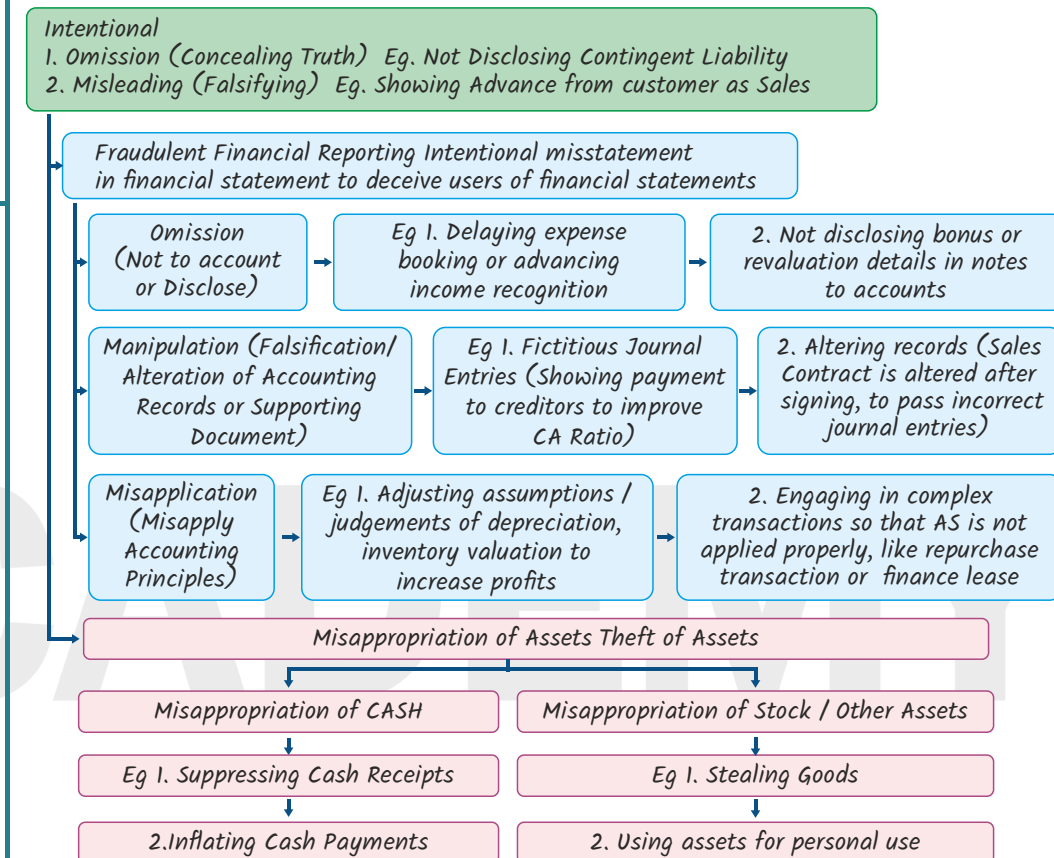 Intentional
1. Omission (Concealing Truth) Eg. Not Disclosing Contingent Liability
2. Misleading (Falsifying) Eg. Showing Advance from customer as Sales
Fraudulent Financial Reporting Intentional misstatement
in financial statement to deceive users of financial statements
Omission
(Not to account
or Disclose)
Eg 1. Delaying expense
booking or advancing
income recognition
2. Not disclosing bonus or
revaluation details in notes
to accounts
Manipulation (Falsification/
Alteration of Accounting
Records or Supporting
Document)
Eg 1. Fictitious Journal
Entries (Showing payment
to creditors to improve
CA Ratio)
2. Altering records (Sales
Contract is altered after
signing, to pass incorrect
journal entries)
Misapplication
(Misapply
Accounting
Principles)
Eg 1. Adjusting assumptions /
judgements of depreciation,
inventory valuation to
increase profits
2. Engaging in complex
transactions so that AS is not
applied properly, like repurchase
transaction or finance lease
Misappropriation of Assets Theft of Assets
Misappropriation of CASH
Misappropriation of Stock / Other Assets
Eg 1. Suppressing Cash Receipts
Eg 1. Stealing Goods
2.Inflating Cash Payments
2. Using assets for personal use
CADEMY